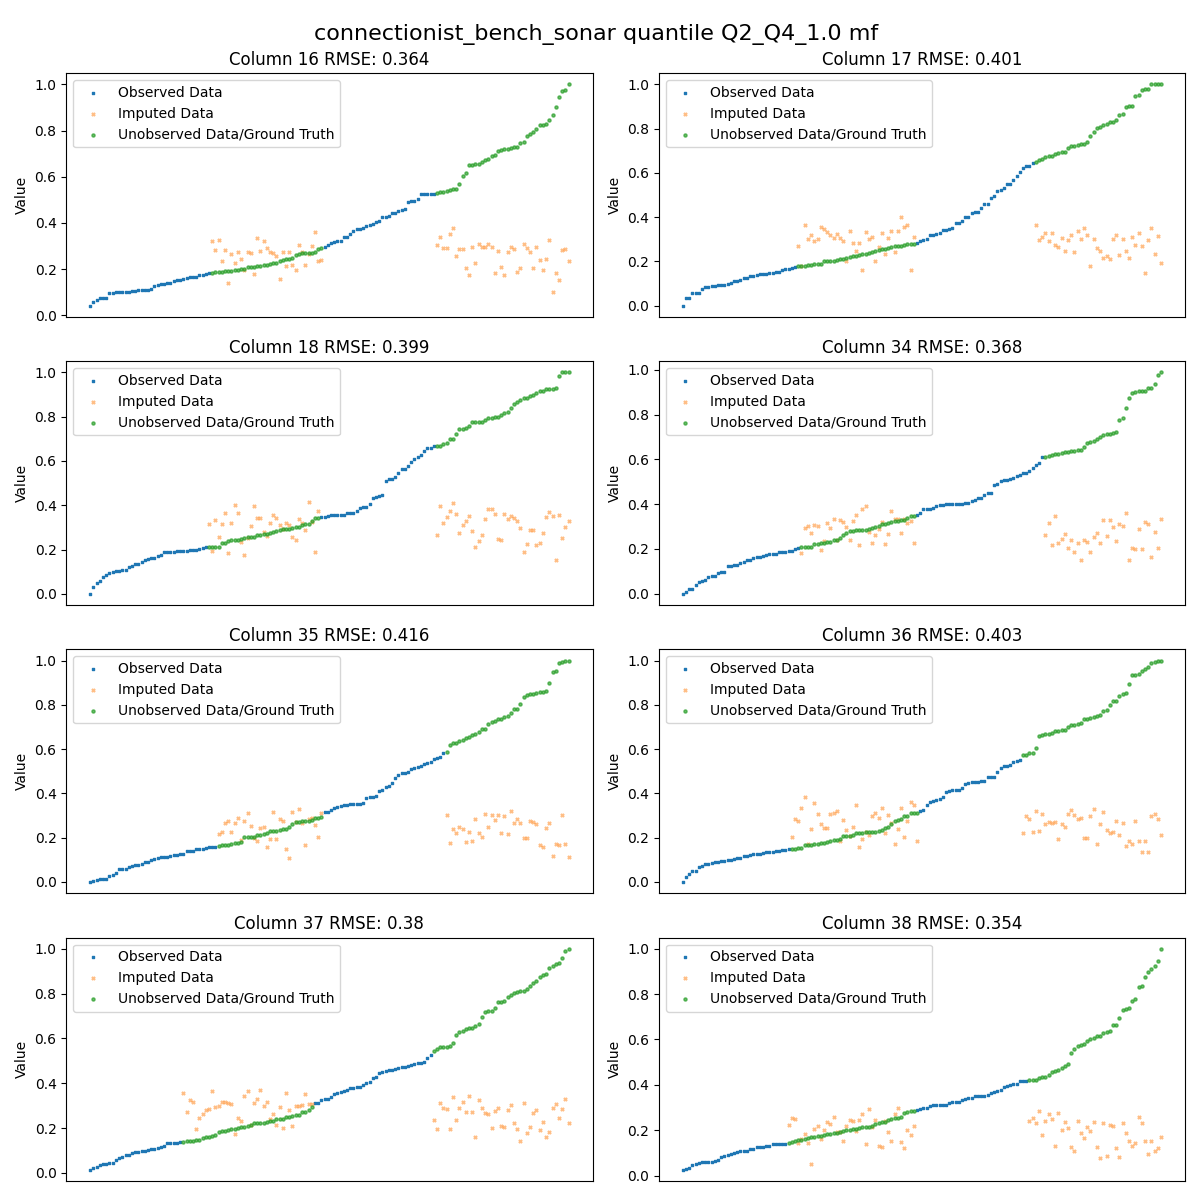 connectionist_bench_sonar quantile Q2_Q4_1.0 mf
Column 16 RMSE: 0.364
1.0
0.8
0.6
0.4
0.2
0.0
Value
Observed Data
Imputed Data
Unobserved Data/Ground Truth
Column 17 RMSE: 0.401
1.0
0.8
0.6
0.4
0.2
0.0
Value
Observed Data
Imputed Data
Unobserved Data/Ground Truth
Column 18 RMSE: 0.399
1.0
0.8
0.6
0.4
0.2
0.0
Value
Observed Data
Imputed Data
Unobserved Data/Ground Truth
Column 34 RMSE: 0.368
1.0
0.8
0.6
0.4
0.2
0.0
Value
Observed Data
Imputed Data
Unobserved Data/Ground Truth
Column 35 RMSE: 0.416
1.0
0.8
0.6
0.4
0.2
0.0
Value
Observed Data
Imputed Data
Unobserved Data/Ground Truth
Column 36 RMSE: 0.403
1.0
0.8
0.6
0.4
0.2
0.0
Value
Observed Data
Imputed Data
Unobserved Data/Ground Truth
Column 37 RMSE: 0.38
1.0
0.8
0.6
0.4
0.2
0.0
Value
Observed Data
Imputed Data
Unobserved Data/Ground Truth
Column 38 RMSE: 0.354
1.0
0.8
0.6
0.4
0.2
0.0
Value
Observed Data
Imputed Data
Unobserved Data/Ground Truth